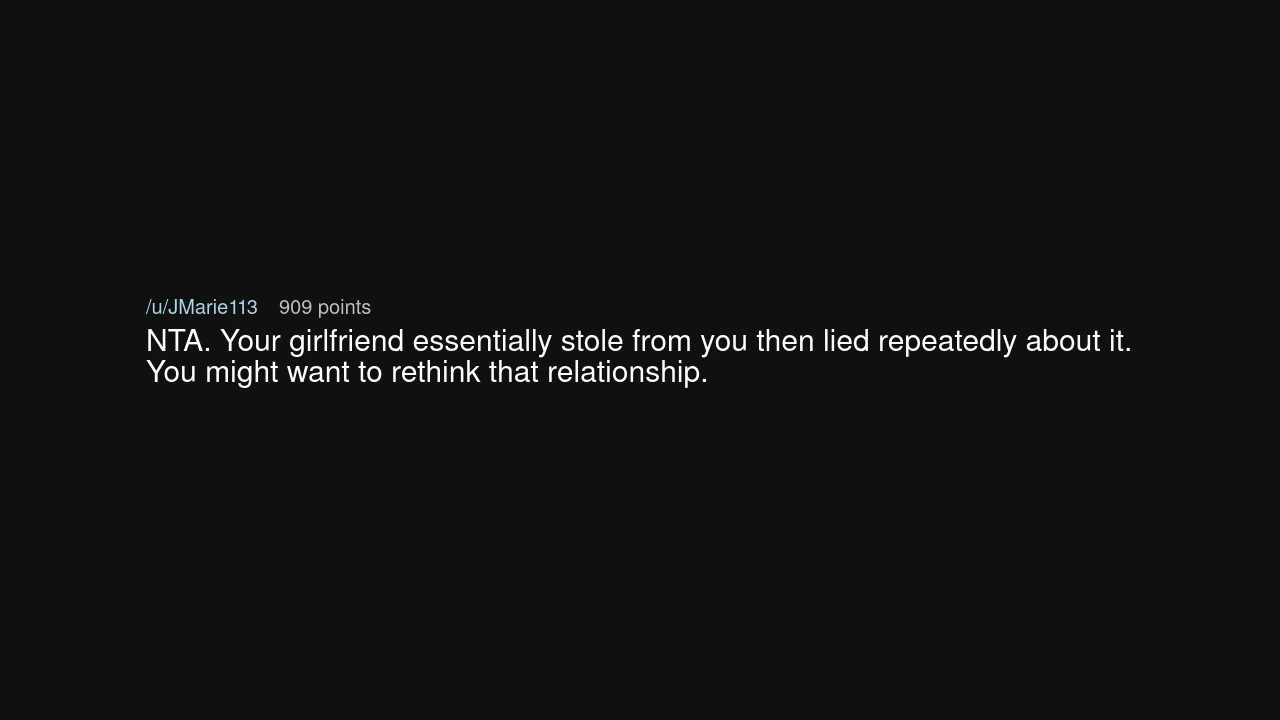 /u/JMarie113 909 points
NTA. Your girlfriend essentially stole from you then lied repeatedly about it.
You might want to rethink that relationship.